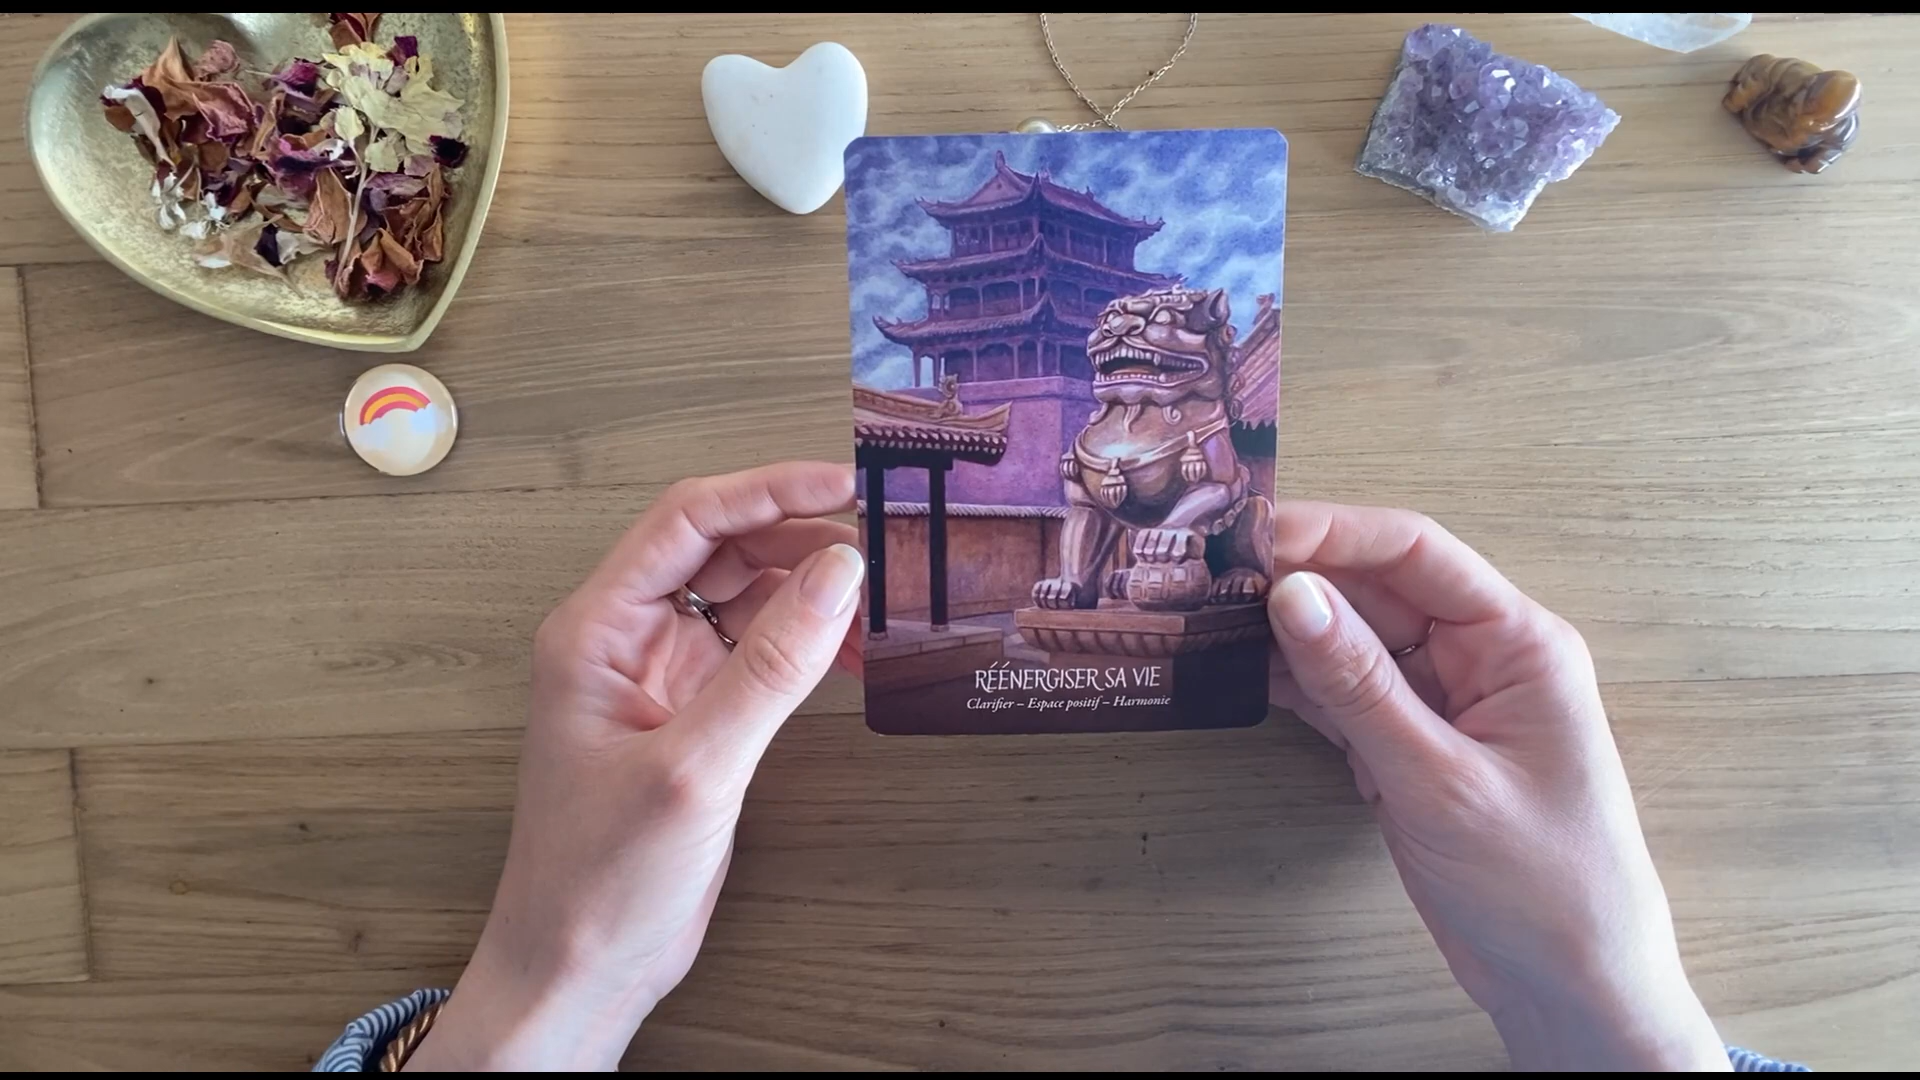 RÉÉNERGISER SA VIE
Clarifier – Espace positif – Harmonie